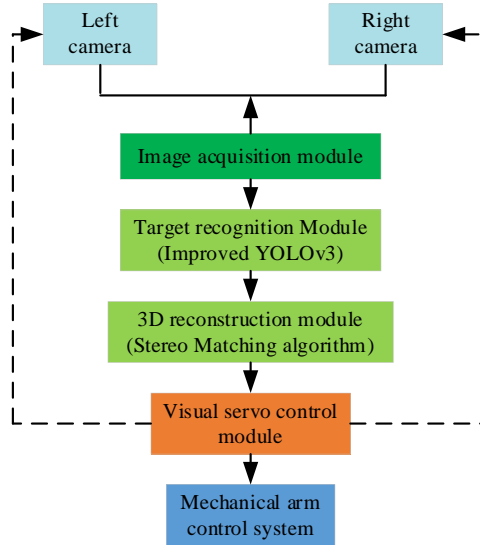 Left
camera
Right
camera
Image acquisition module
Target recognition Module
(Improved YOLOv3)
3D reconstruction module
(Stereo Matching algorithm)
Visual servo control
module
Mechanical arm
control system